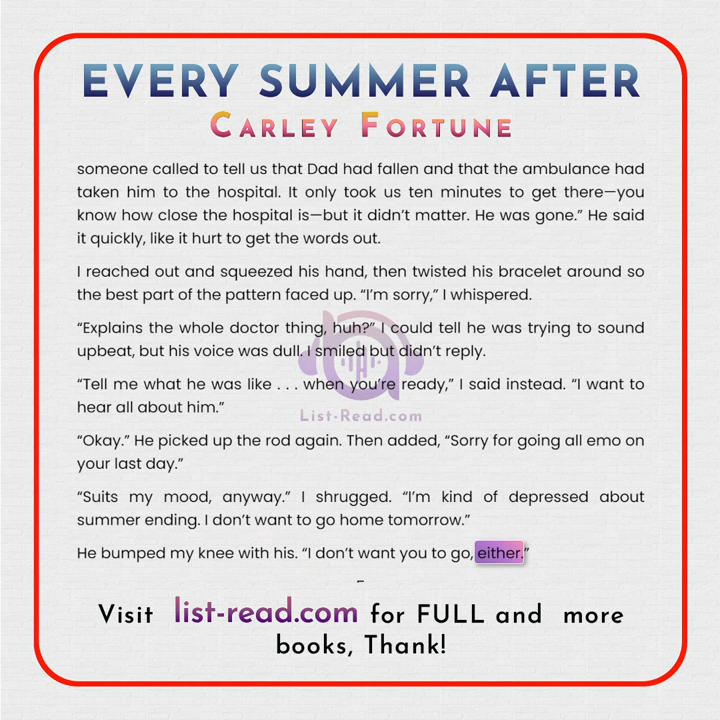 EVERY SUMMER AFTER
CARLEY FORTUNE
someone called to tell us that Dad had fallen and that the ambulance had
taken him to the hospital. It only took us ten minutes to get there—you
know how close the hospital is—but it didn’t matter. He was gone.” He said
it quickly, like it hurt to get the words out.
I reached out and squeezed his hand, then twisted his bracelet around so
the best part of the pattern faced up. “I’m sorry,” I whispered.
“Explains the whole doctor thing, huh?” I could tell he was trying to sound
upbeat, but his voice was dull. I smiled but didn’t reply.
“Tell me what he was like . . . when you’re ready,” I said instead. “I want to
hear all about him.”
List-Read.com
“Okay.” He picked up the rod again. Then added, “Sorry for going all emo on
your last day.”
“Suits my mood, anyway.” I shrugged. “I’m kind of depressed about
summer ending. I don’t want to go home tomorrow.”
He bumped my knee with his. “I don’t want you to go, either.”
–
Visit list-read.com for FULL and more
books, Thank!